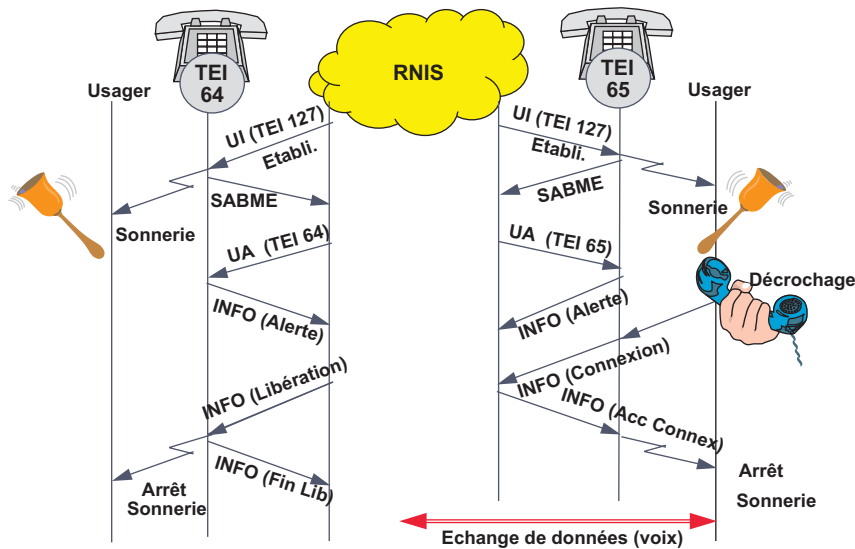 RNIS
TEI
64
TEI
65
Usager
Usager
UI (TEI 127)
Etabli.
UI (TEI 127)
Etabli.
SABME
SABME
Sonnerie
Sonnerie
UA (TEI 64)
UA (TEI 65)
Décrochage
INFO (Alerte)
INFO (Alerte)
INFO (Libération)
INFO (Connexion)
INFO (Acc Connex)
INFO (Fin Lib)
Arrêt
Sonnerie
Arrêt
Sonnerie
Echange de données (voix)